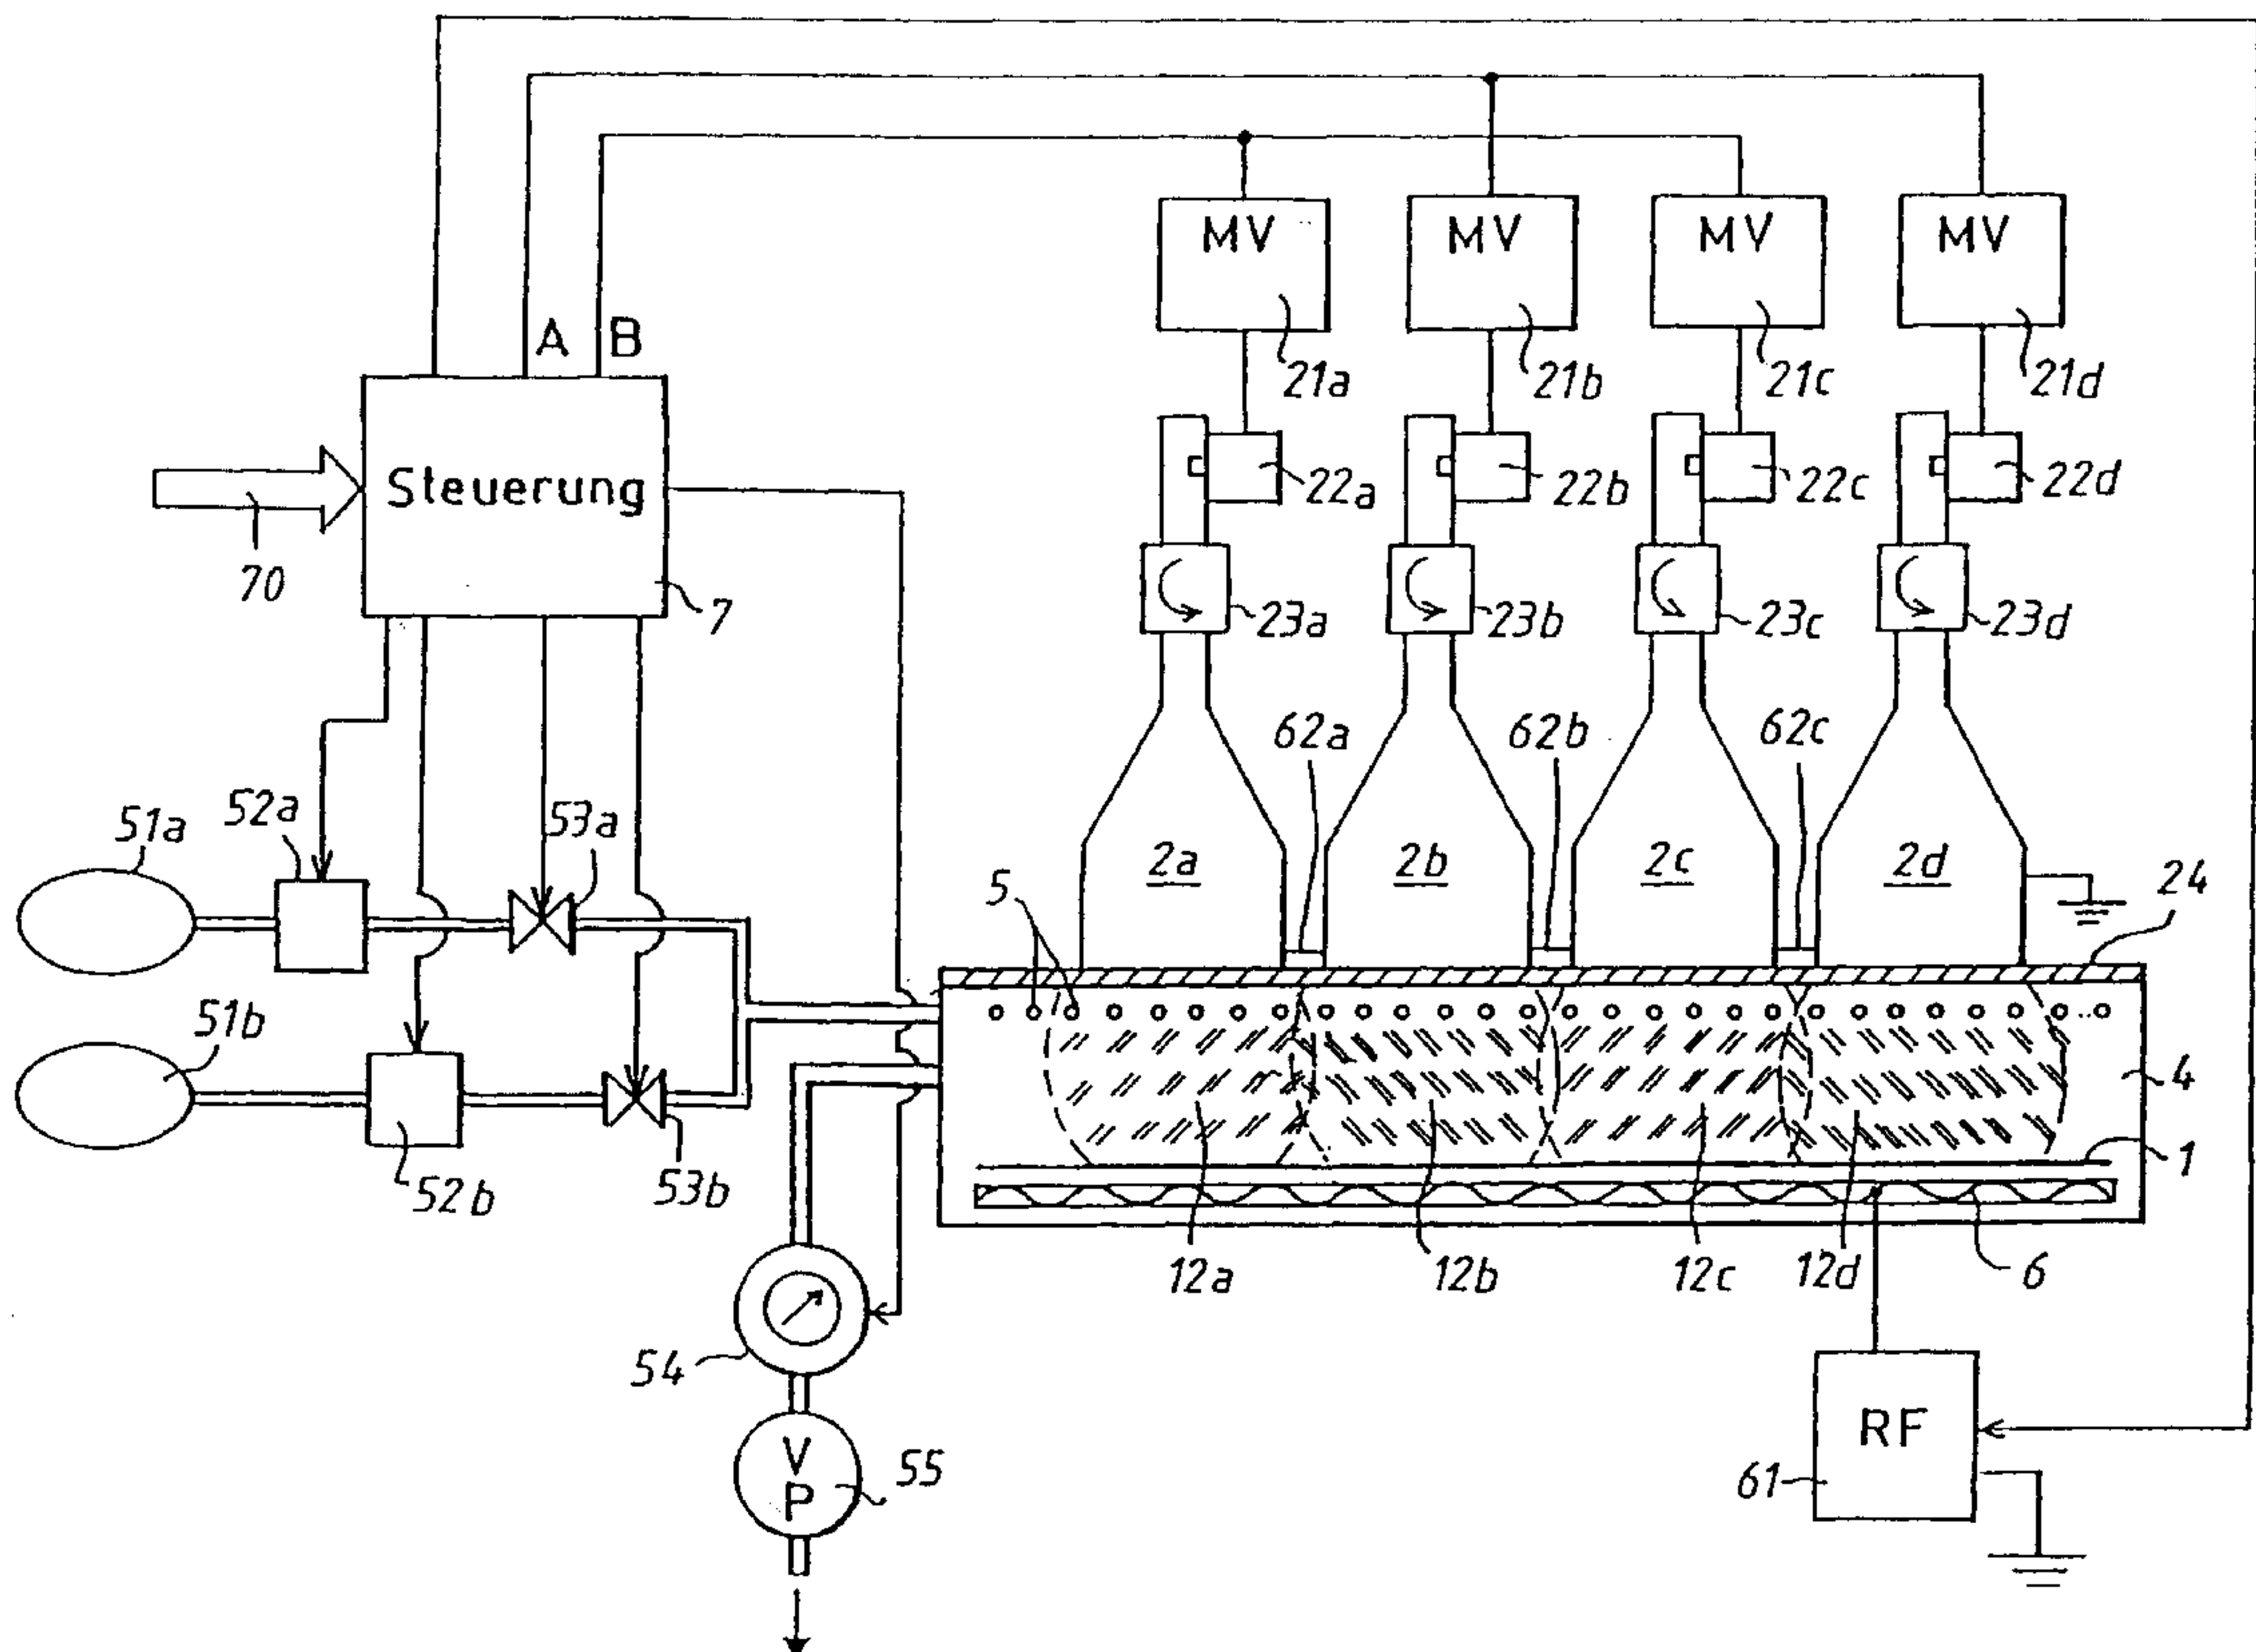 A B
MV MV MV MV
21a 21b 21c 21d
Steuerung
22a 22b 22c 22d
70
7
23a 23b 23c 23d
62a 62b 62c
51a 52a 53a
2a 2b 2c 2d
5
24
51b
4
1
52b 53b
12a 12b 12c 12d 6
54
RF
V
P
55
61